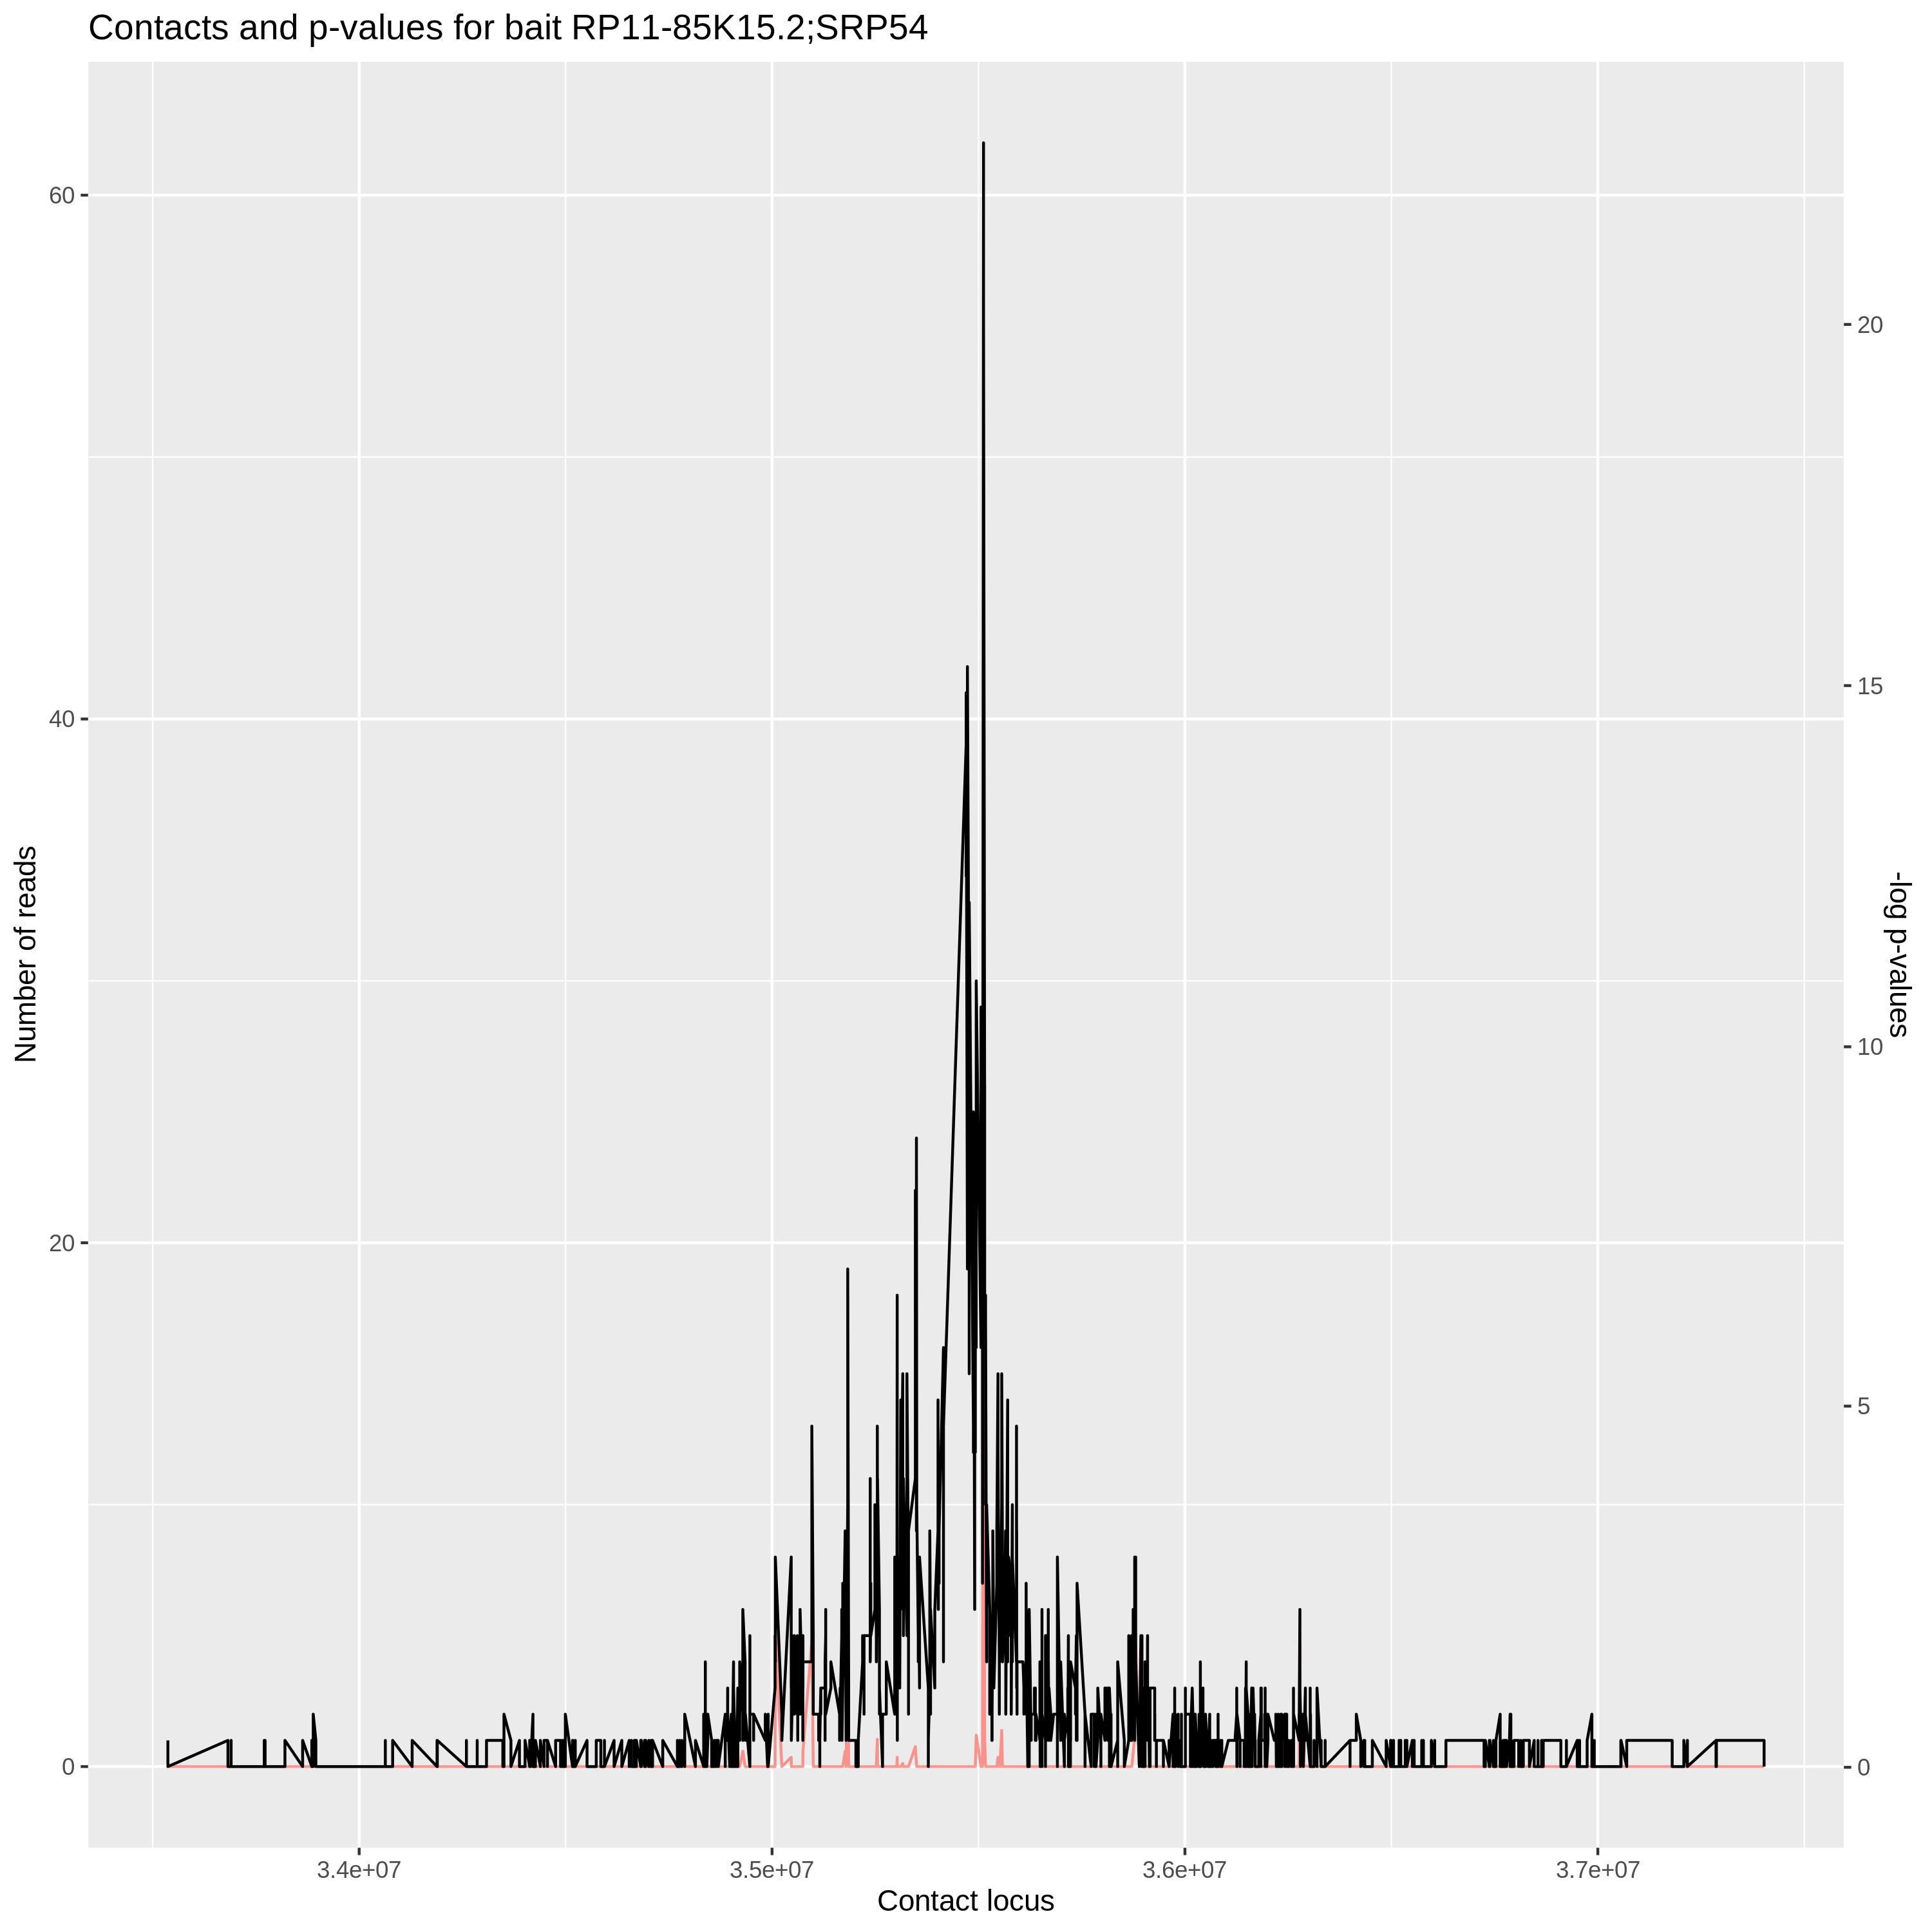 Contacts and p-values for bait RP11-85K15.2;SRP54
60
40
20
0
Number of reads
20
15
10
5
0
-log p-values
3.4e+07
3.5e+07
3.6e+07
3.7e+07
Contact locus